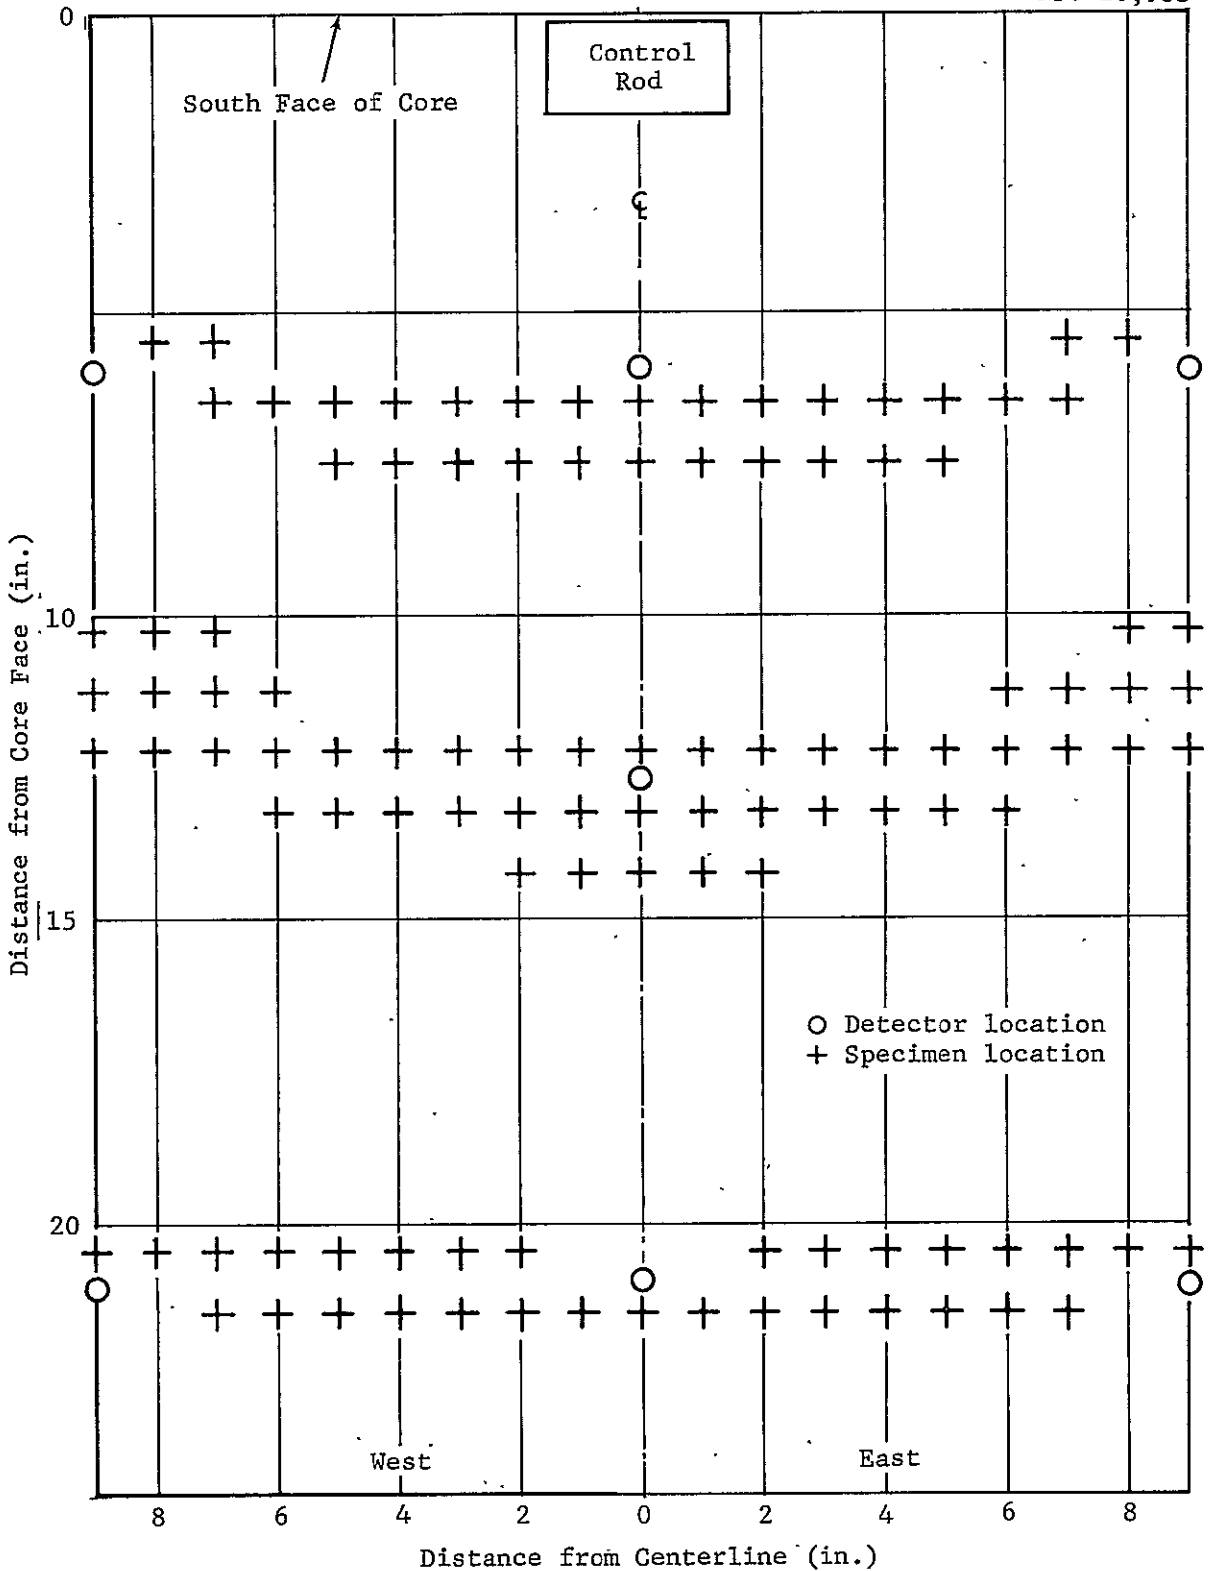 0
Control
Rod
South Face of Core
℄
10
15
20
Distance from Core Face (in.)
O Detector location
+ Specimen location
West
East
8 6 4 2 0 2 4 6 8
Distance from Centerline (in.)